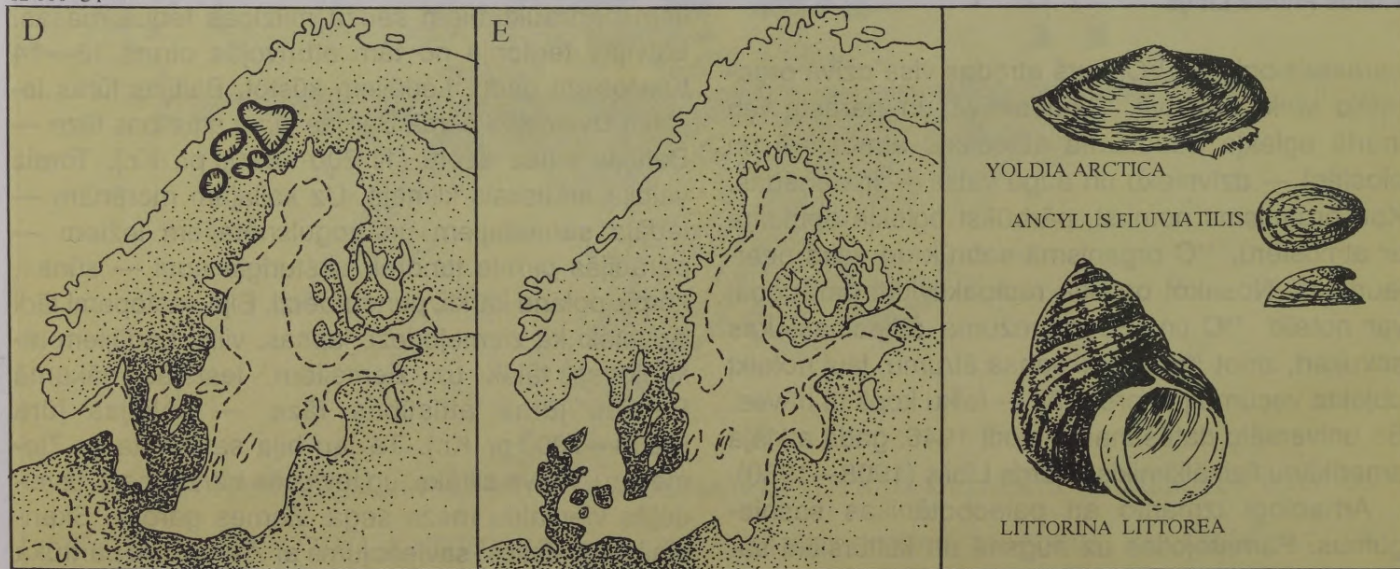 D
E
YOLDIA ARCTICA
ANCYLUS FLUVIATILIS
LITTORINA LITTOREA